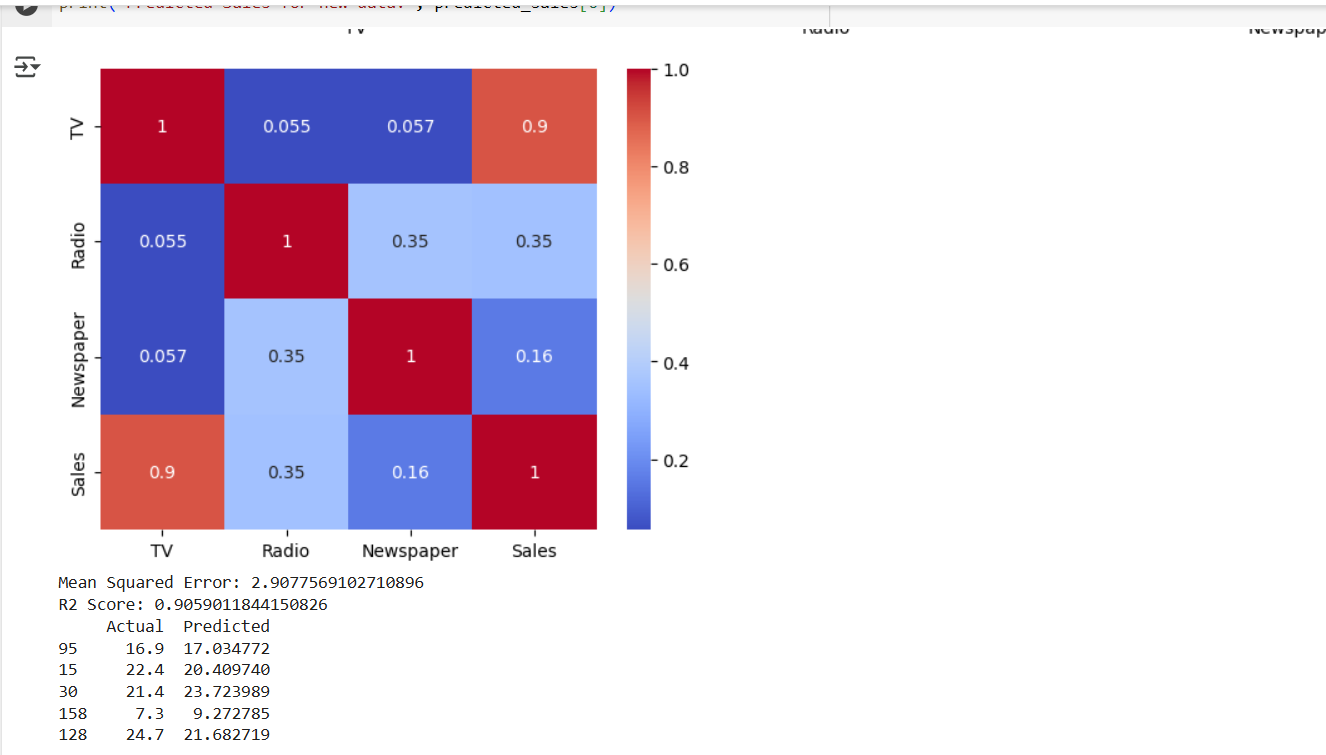 TV Radio
1.0
TV 1 0.055 0.057 0.9
0.8
Radio 0.055 1 0.35 0.35
0.6
Newspaper 0.057 0.35 1 0.16
0.4
Sales 0.9 0.35 0.16 1
0.2
TV Radio Newspaper Sales
Mean Squared Error: 2.9077569102710896
R2 Score: 0.9059011844150826
Actual Predicted
95 16.9 17.034772
15 22.4 20.409740
30 21.4 23.723989
158 7.3 9.272785
128 24.7 21.682719